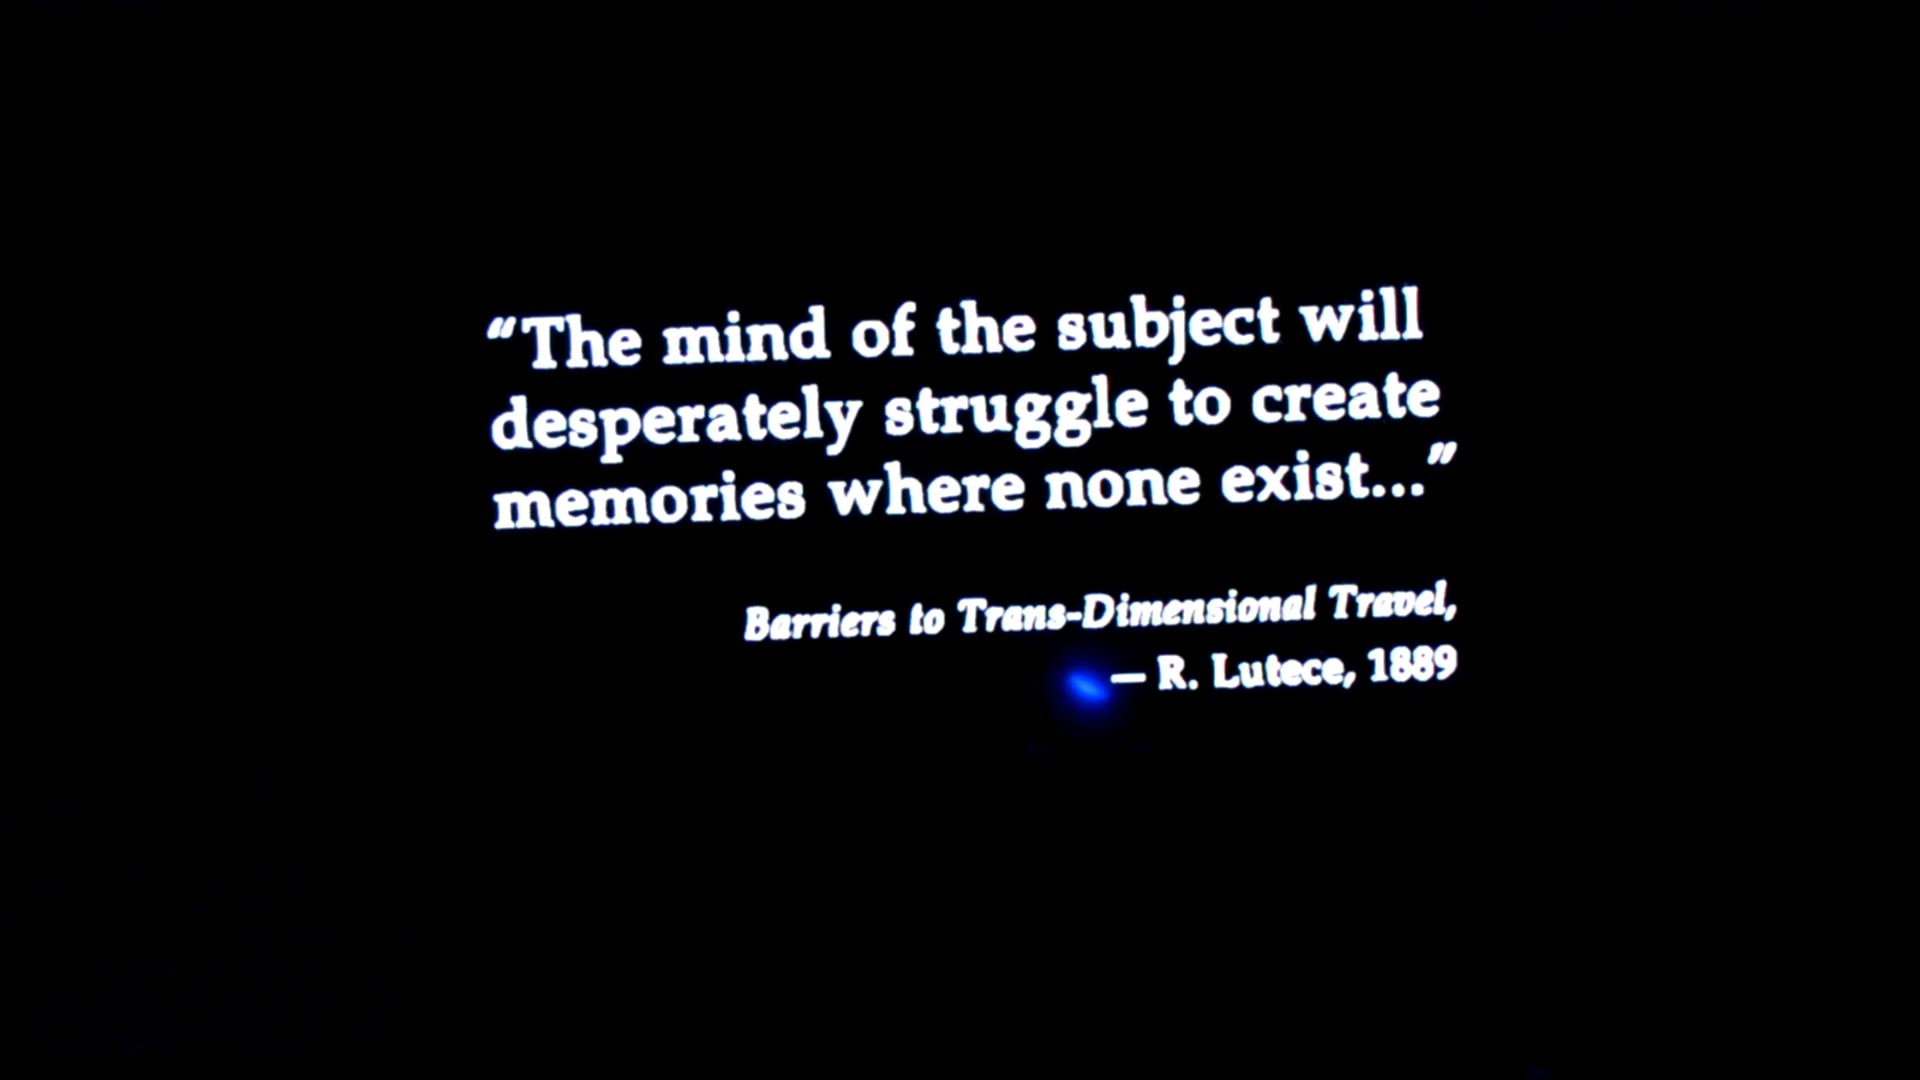 “The mind of the subject will
desperately struggle to create
memories where none exist...”
Barriers to Trans-Dimensional Travel,
— R. Lutece, 1889